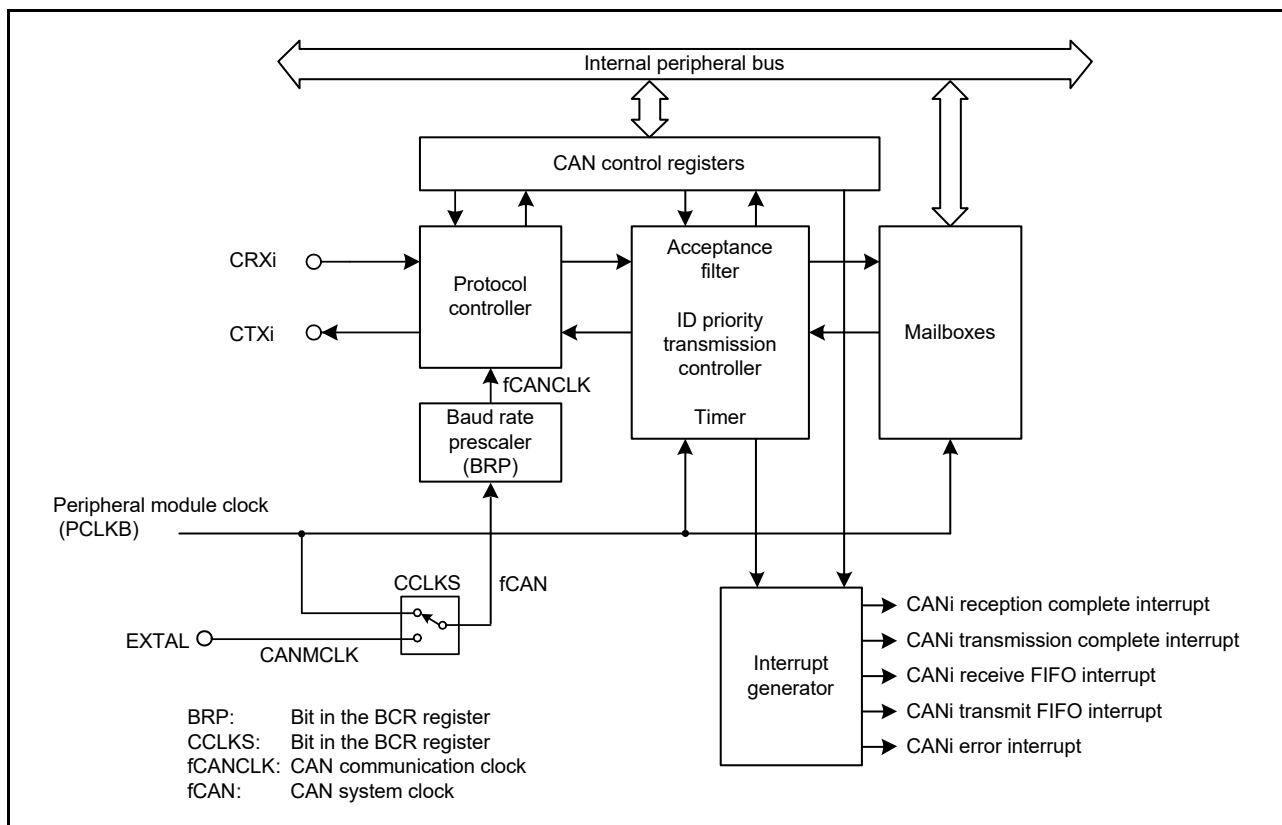 Internal peripheral bus
CAN control registers
CRXi
CTXi
Protocol
controller
Acceptance
filter
ID priority
transmission
controller
Timer
Mailboxes
fCANCLK
Baud rate
prescaler
(BRP)
Peripheral module clock
(PCLKB)
CCLKS
fCAN
EXTAL
CANMCLK
Interrupt
generator
CANi reception complete interrupt
CANi transmission complete interrupt
CANi receive FIFO interrupt
CANi transmit FIFO interrupt
CANi error interrupt
BRP: Bit in the BCR register
CCLKS: Bit in the BCR register
fCANCLK: CAN communication clock
fCAN: CAN system clock